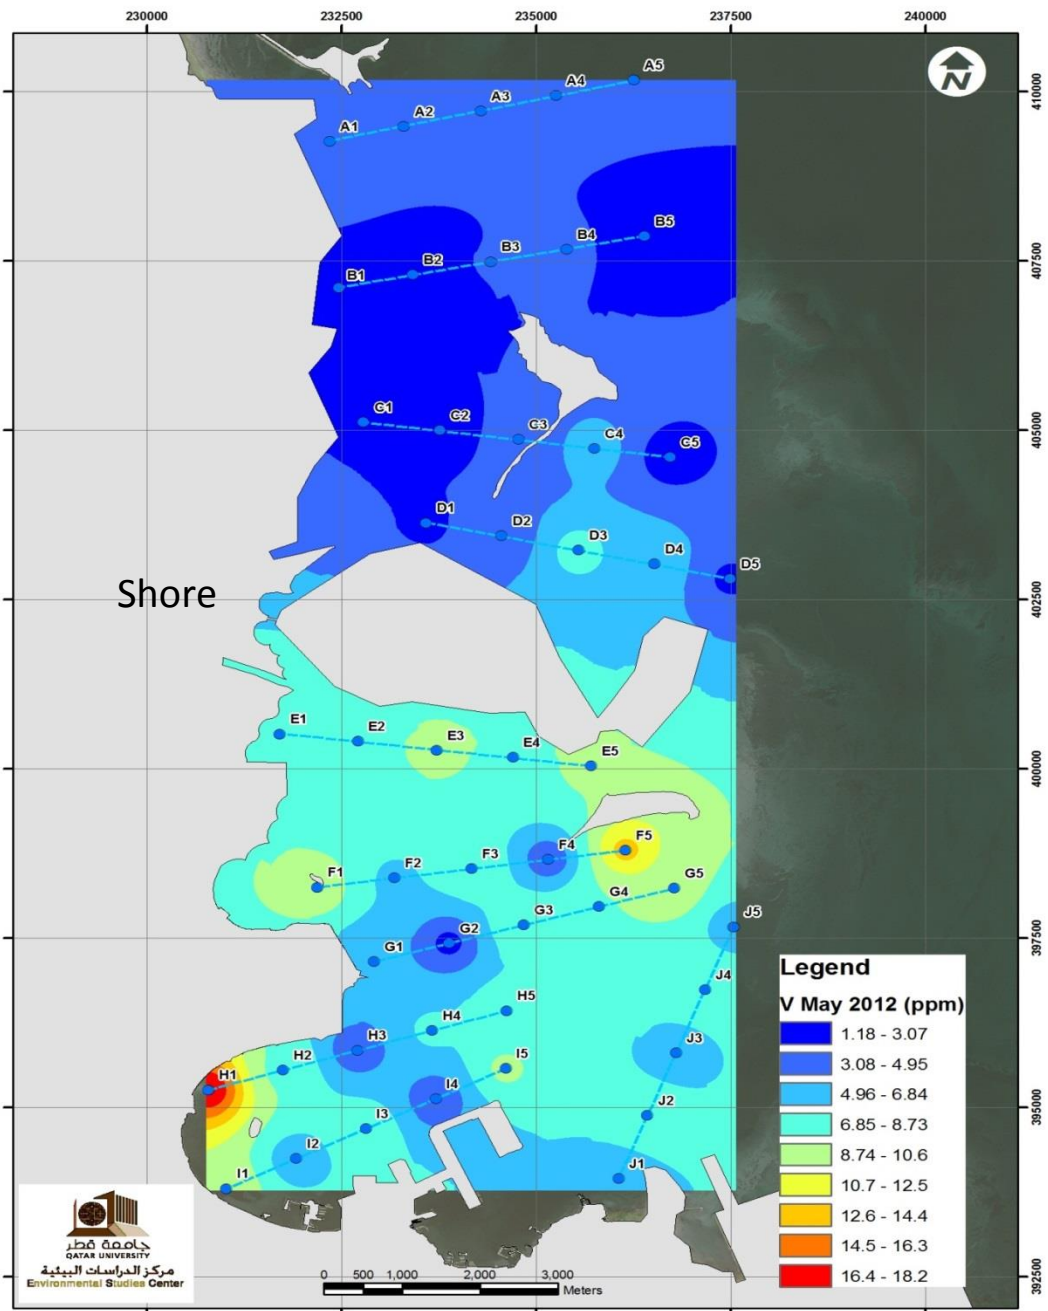 230000 232500 235000 237500 240000
N
A5
A4
A3
A2
A1
410000
B5
B4
B3
B2
B1
407500
C1
C2
C3
C4
C5
405000
D1
D2
D3
D4
D5
Shore
402500
E1
E2
E3
E4
E5
400000
F5
F4
F3
F2
F1
G5
G4
G3
G2
G1
J5
397500
J4
J3
J2
J1
H5
H4
H3
H2
H1
I5
I4
I3
I2
I1
395000
392500
Legend
V May 2012 (ppm)
1.18 - 3.07
3.08 - 4.95
4.96 - 6.84
6.85 - 8.73
8.74 - 10.6
10.7 - 12.5
12.6 - 14.4
14.5 - 16.3
16.4 - 18.2
جامعة قطر
QATAR UNIVERSITY
مركز الدراسات البيئية
Environmental Studies Center
0 500 1,000 2,000 3,000
Meters